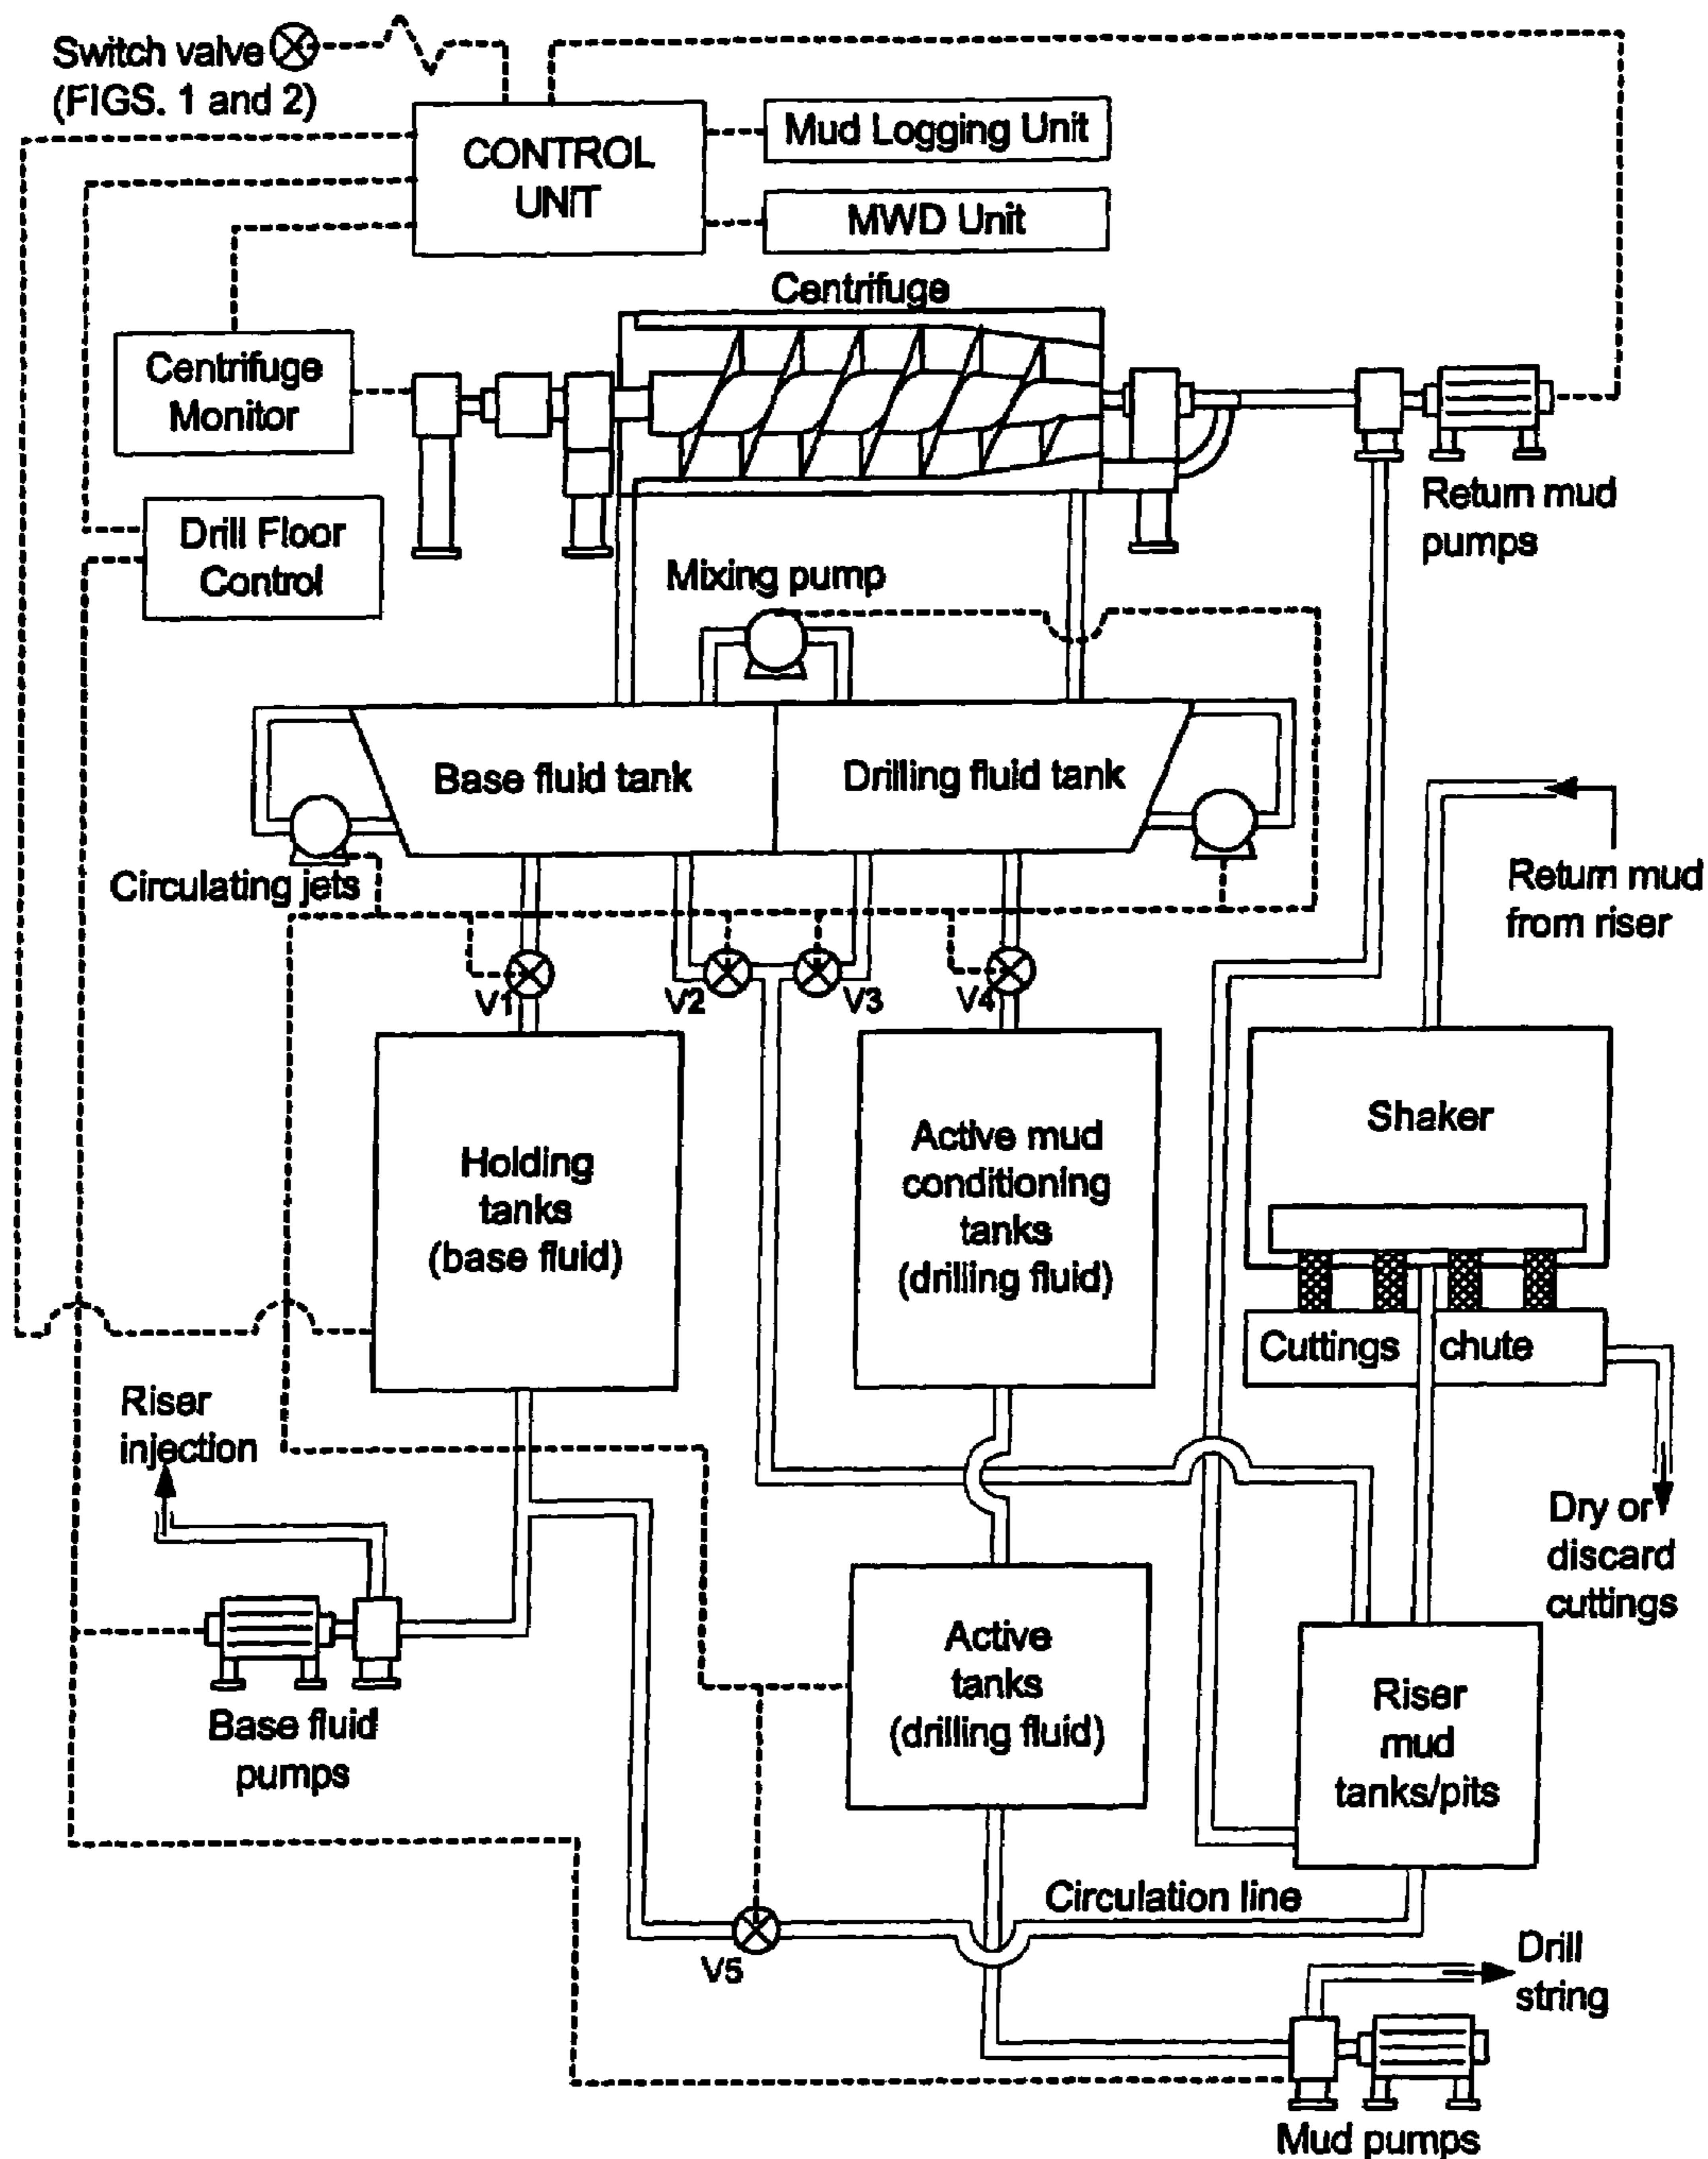 Switch valve
(FIGS. 1 and 2)
CONTROL
UNIT
Mud Logging Unit
MWD Unit
Centrifuge
Centrifuge
Monitor
Return mud
pumps
Drill Floor
Control
Mixing pump
Base fluid tank
Drilling fluid tank
Circulating jets
Return mud
from riser
V1
V2
V3
V4
Holding
tanks
(base fluid)
Active mud
conditioning
tanks
(drilling fluid)
Shaker
Cuttings chute
Riser
injection
Dry or
discard
cuttings
Base fluid
pumps
Active
tanks
(drilling fluid)
Riser
mud
tanks/pits
Circulation line
V5
Drill
string
Mud pumps